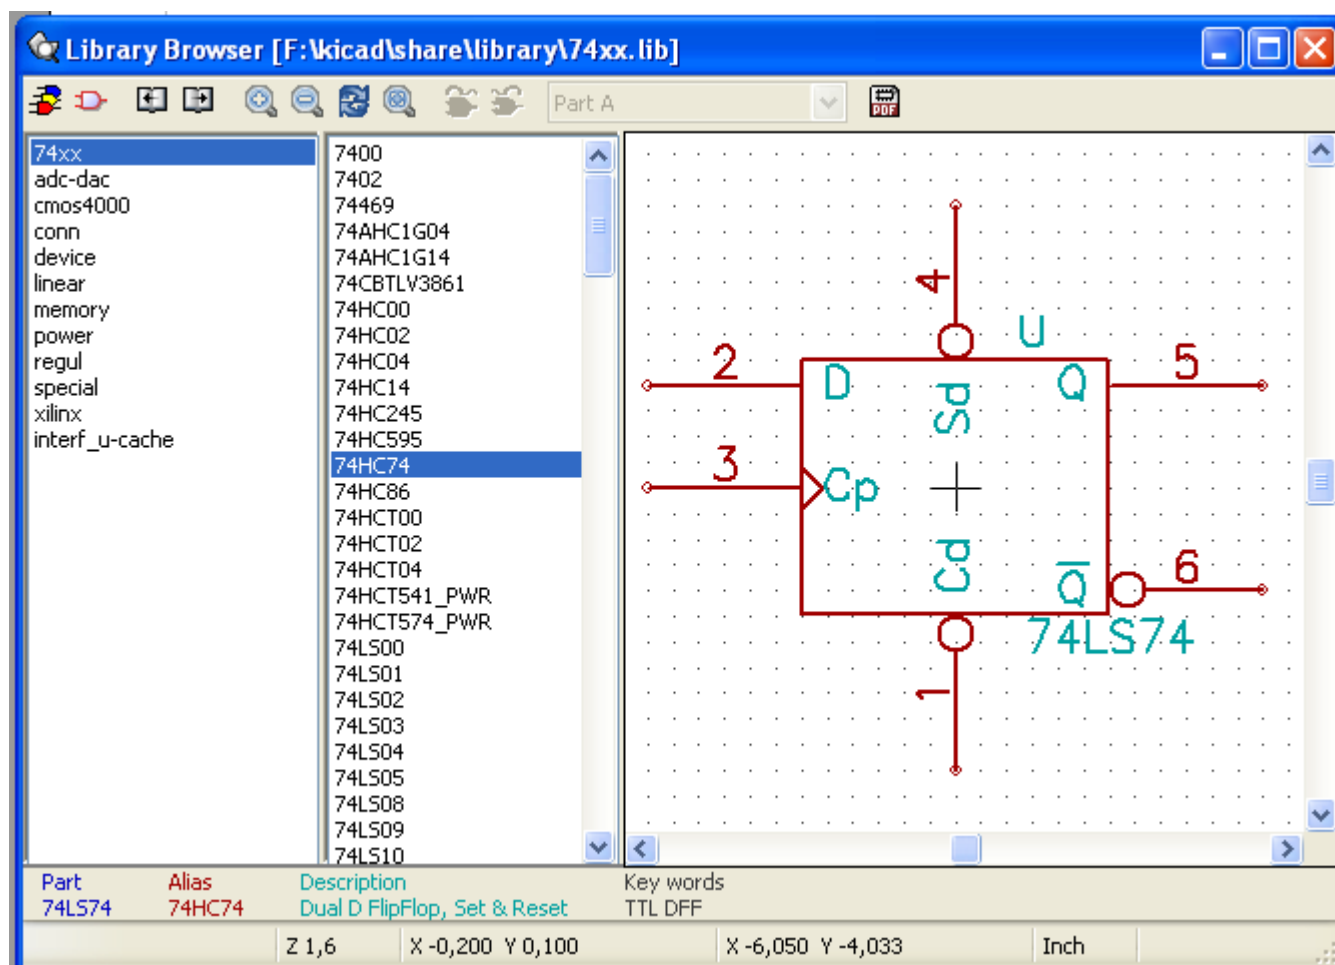 Library Browser [F:\kicad\share\library\74xx.lib]
Part A
PDF
74xx
adc-dac
cmos4000
conn
device
linear
memory
power
regul
special
xilinx
interf_u-cache
7400
7402
74469
74AHC1G04
74AHC1G14
74CBTLV3861
74HC00
74HC02
74HC04
74HC14
74HC245
74HC595
74HC74
74HC86
74HCT00
74HCT02
74HCT04
74HCT541_PWR
74HCT574_PWR
74LS00
74LS01
74LS02
74LS03
74LS04
74LS05
74LS08
74LS09
74LS10
4
U
2
D
Sd
Q
5
3
Cp
Cd
Q̅
6
74LS74
1
Part Alias Description Key words
74LS74 74HC74 Dual D FlipFlop, Set & Reset TTL DFF
Z 1,6 X -0,200 Y 0,100 X -6,050 Y -4,033 Inch